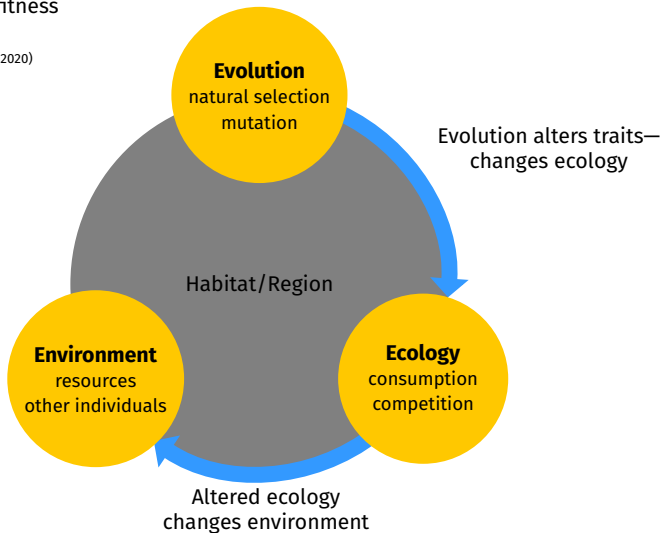 fitness
2020)
Evolution
natural selection
mutation
Evolution alters traits—
changes ecology
Habitat/Region
Environment
resources
other individuals
Ecology
consumption
competition
Altered ecology
changes environment